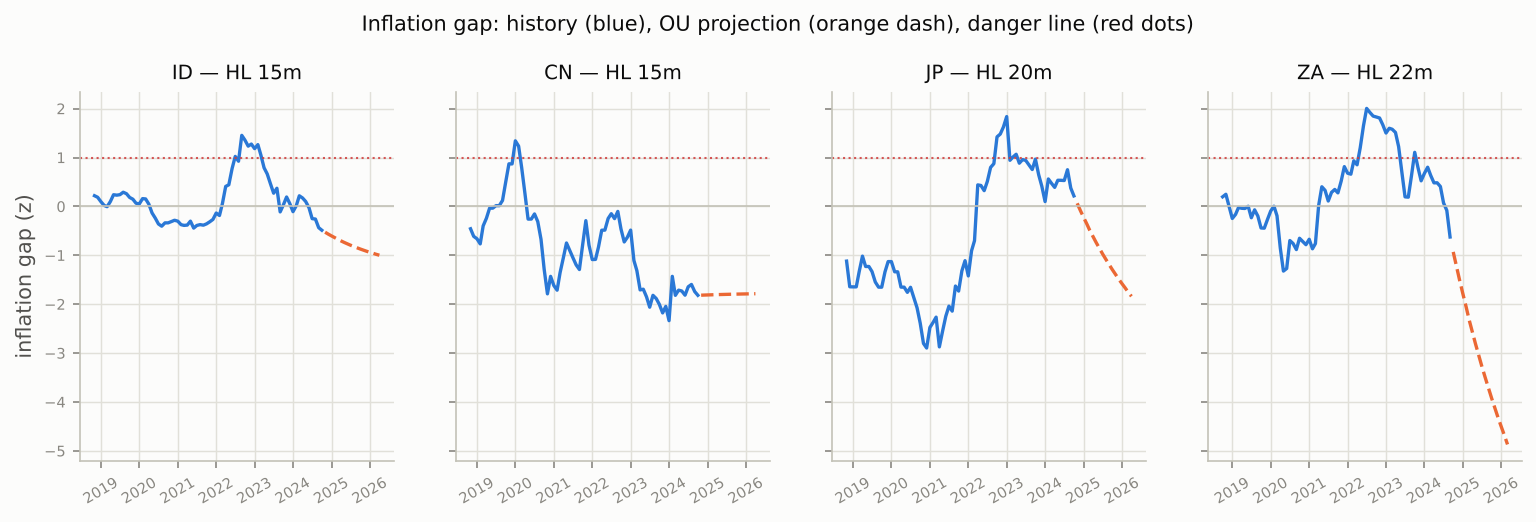 Inflation gap: history (blue), OU projection (orange dash), danger line (red dots)
ID — HL 15m
CN — HL 15m
JP — HL 20m
ZA — HL 22m
inflation gap (z)
2
1
0
−1
−2
−3
−4
−5
2019 2020 2021 2022 2023 2024 2025 2026
2019 2020 2021 2022 2023 2024 2025 2026
2019 2020 2021 2022 2023 2024 2025 2026
2019 2020 2021 2022 2023 2024 2025 2026